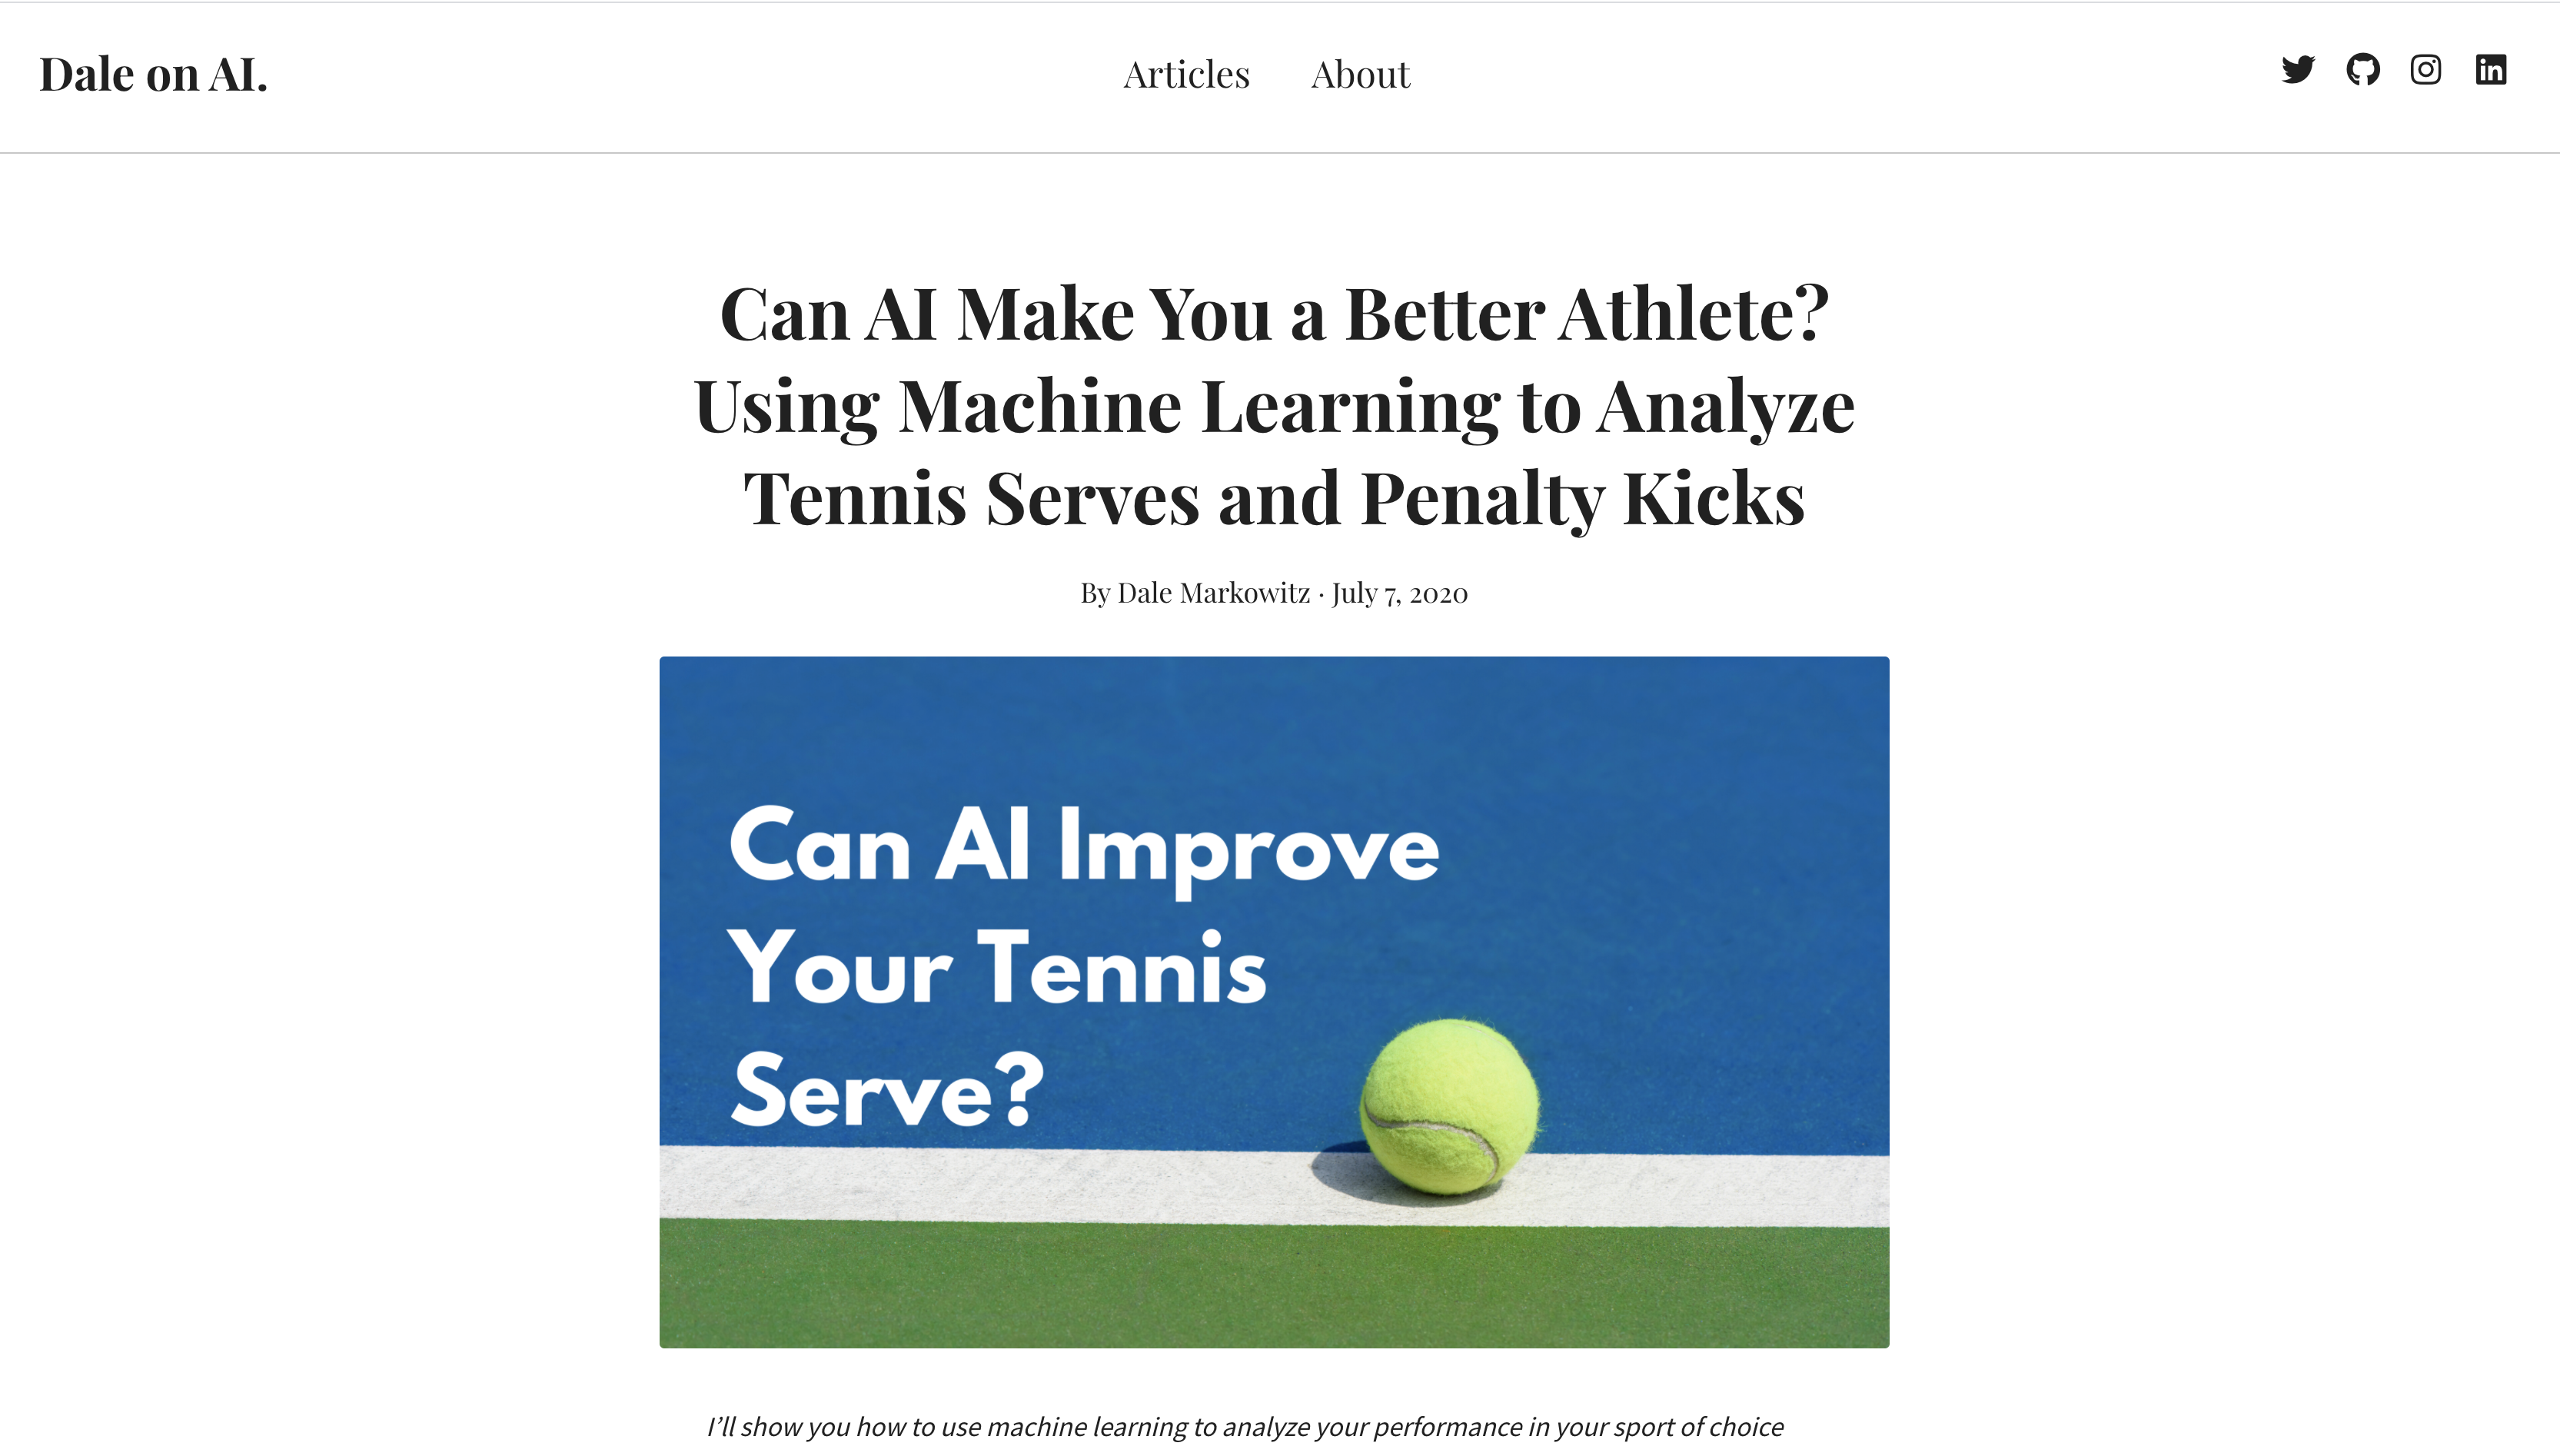 Dale on AI.
Articles About
Can AI Make You a Better Athlete?
Using Machine Learning to Analyze
Tennis Serves and Penalty Kicks
By Dale Markowitz · July 7, 2020
Can AI Improve
Your Tennis
Serve?
I’ll show you how to use machine learning to analyze your performance in your sport of choice